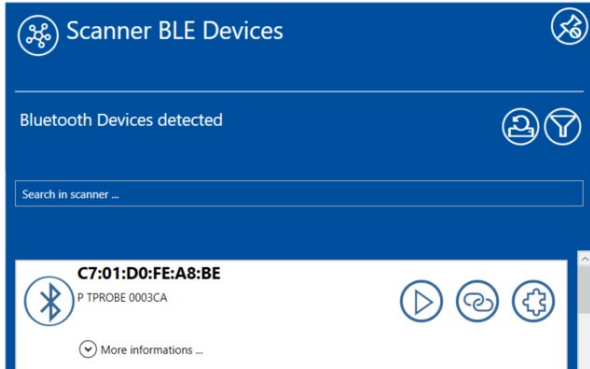 Scanner BLE Devices
Bluetooth Devices detected
Search in scanner ...
C7:01:D0:FE:A8:BE
P TPROBE 0003CA
More informations ...